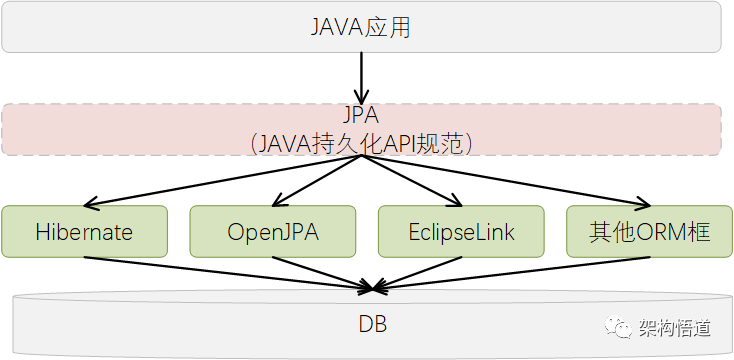 JAVA应用
JPA
（JAVA持久化API规范）
Hibernate
OpenJPA
EclipseLink
其他ORM框
DB
架构悟道